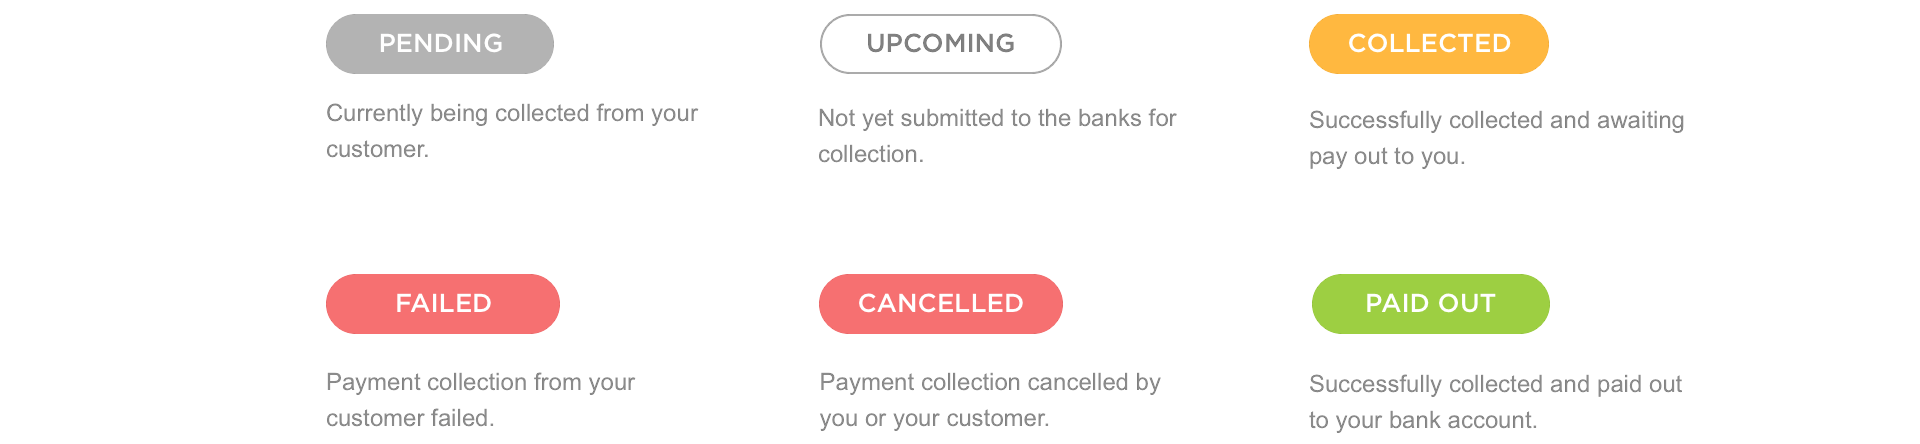 PENDING
Currently being collected from your
customer.
UPCOMING
Not yet submitted to the banks for
collection.
COLLECTED
Successfully collected and awaiting
pay out to you.
FAILED
Payment collection from your
customer failed.
CANCELLED
Payment collection cancelled by
you or your customer.
PAID OUT
Successfully collected and paid out
to your bank account.